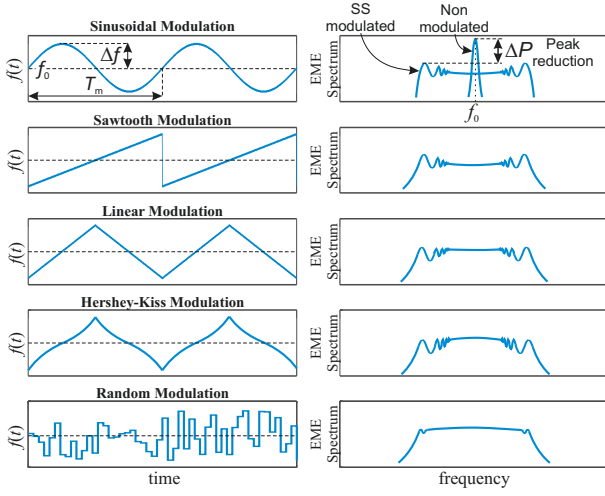 Sinusoidal Modulation
f(t)
f₀
Δf
Tₘ
SS
modulated
Non
modulated
ΔP
Peak
reduction
EME
Spectrum
f₀
Sawtooth Modulation
f(t)
EME
Spectrum
Linear Modulation
f(t)
EME
Spectrum
Hershey-Kiss Modulation
f(t)
EME
Spectrum
Random Modulation
f(t)
EME
Spectrum
time
frequency